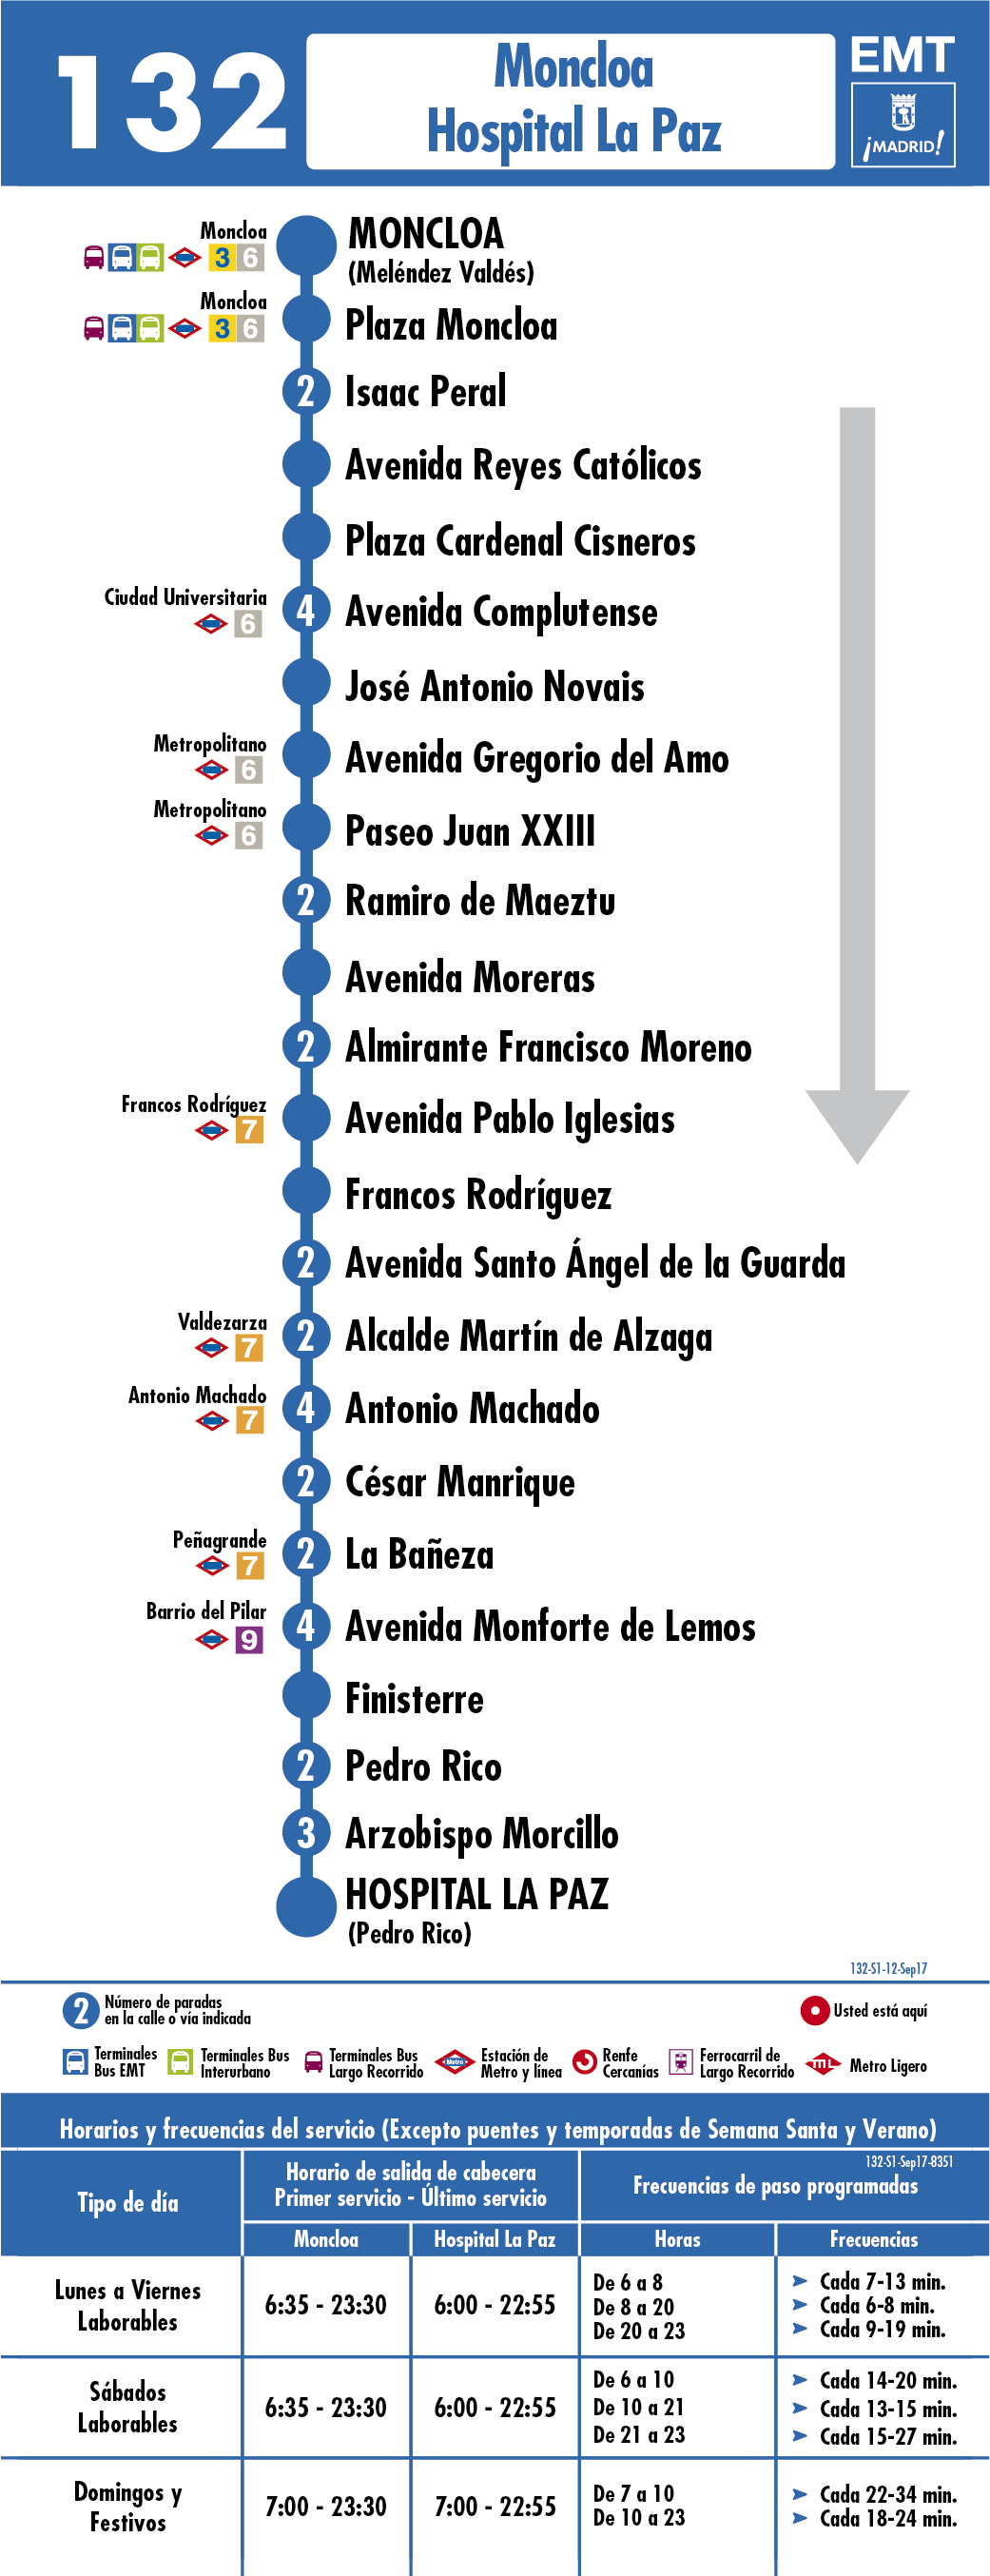 132
Moncloa
Hospital La Paz
EMT
¡MADRID!
Moncloa
3 6
MONCLOA
(Meléndez Valdés)
Moncloa
3 6
Plaza Moncloa
2 Isaac Peral
Avenida Reyes Católicos
Plaza Cardenal Cisneros
Ciudad Universitaria
6
4 Avenida Complutense
José Antonio Novais
Metropolitano
6
Avenida Gregorio del Amo
Metropolitano
6
Paseo Juan XXIII
2 Ramiro de Maeztu
Avenida Moreras
2 Almirante Francisco Moreno
Francos Rodríguez
7
Avenida Pablo Iglesias
Francos Rodríguez
2 Avenida Santo Ángel de la Guarda
Valdezarza
7
2 Alcalde Martín de Alzaga
Antonio Machado
7
4 Antonio Machado
2 César Manrique
Peñagrande
7
2 La Bañeza
Barrio del Pilar
9
4 Avenida Monforte de Lemos
Finisterre
2 Pedro Rico
3 Arzobispo Morcillo
HOSPITAL LA PAZ
(Pedro Rico)
132-S1-12-Sep17
2 Número de paradas
en la calle o vía indicada
Usted está aquí
Terminales
Bus EMT
Terminales Bus
Interurbano
Terminales Bus
Largo Recorrido
Metro
Estación de
Metro y línea
Renfe
Cercanías
Ferrocarril de
Largo Recorrido
ML
Metro Ligero
Horarios y frecuencias del servicio (Excepto puentes y temporadas de Semana Santa y Verano)
132-S1-Sep17-8351
Tipo de día
Horario de salida de cabecera
Primer servicio - Último servicio
Frecuencias de paso programadas
Moncloa
Hospital La Paz
Horas
Frecuencias
Lunes a Viernes
Laborables
6:35 - 23:30
6:00 - 22:55
De 6 a 8 ➤ Cada 7-13 min.
De 8 a 20 ➤ Cada 6-8 min.
De 20 a 23 ➤ Cada 9-19 min.
Sábados
Laborables
6:35 - 23:30
6:00 - 22:55
De 6 a 10 ➤ Cada 14-20 min.
De 10 a 21 ➤ Cada 13-15 min.
De 21 a 23 ➤ Cada 15-27 min.
Domingos y
Festivos
7:00 - 23:30
7:00 - 22:55
De 7 a 10 ➤ Cada 22-34 min.
De 10 a 23 ➤ Cada 18-24 min.